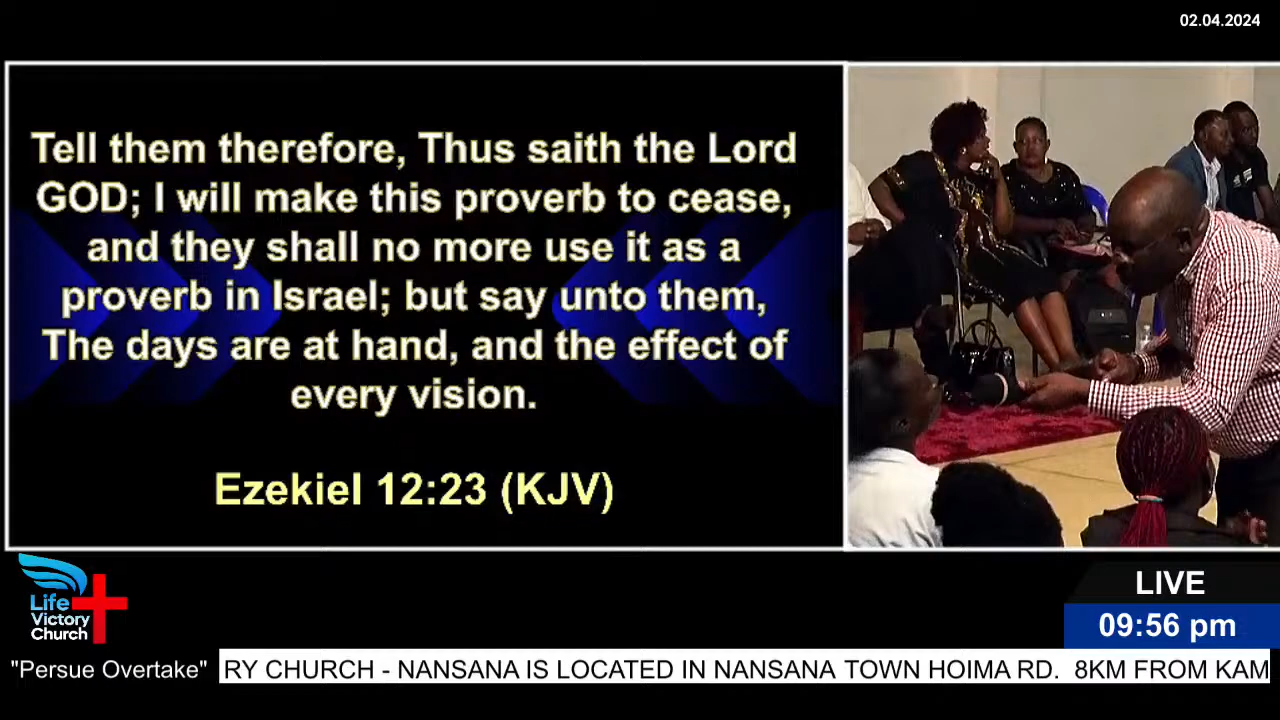 02.04.2024
Tell them therefore, Thus saith the Lord
GOD; I will make this proverb to cease,
and they shall no more use it as a
proverb in Israel; but say unto them,
The days are at hand, and the effect of
every vision.
Ezekiel 12:23 (KJV)
Life
Victory
Church
LIVE
09:56 pm
"Persue Overtake"
RY CHURCH - NANSANA IS LOCATED IN NANSANA TOWN HOIMA RD. 8KM FROM KAM